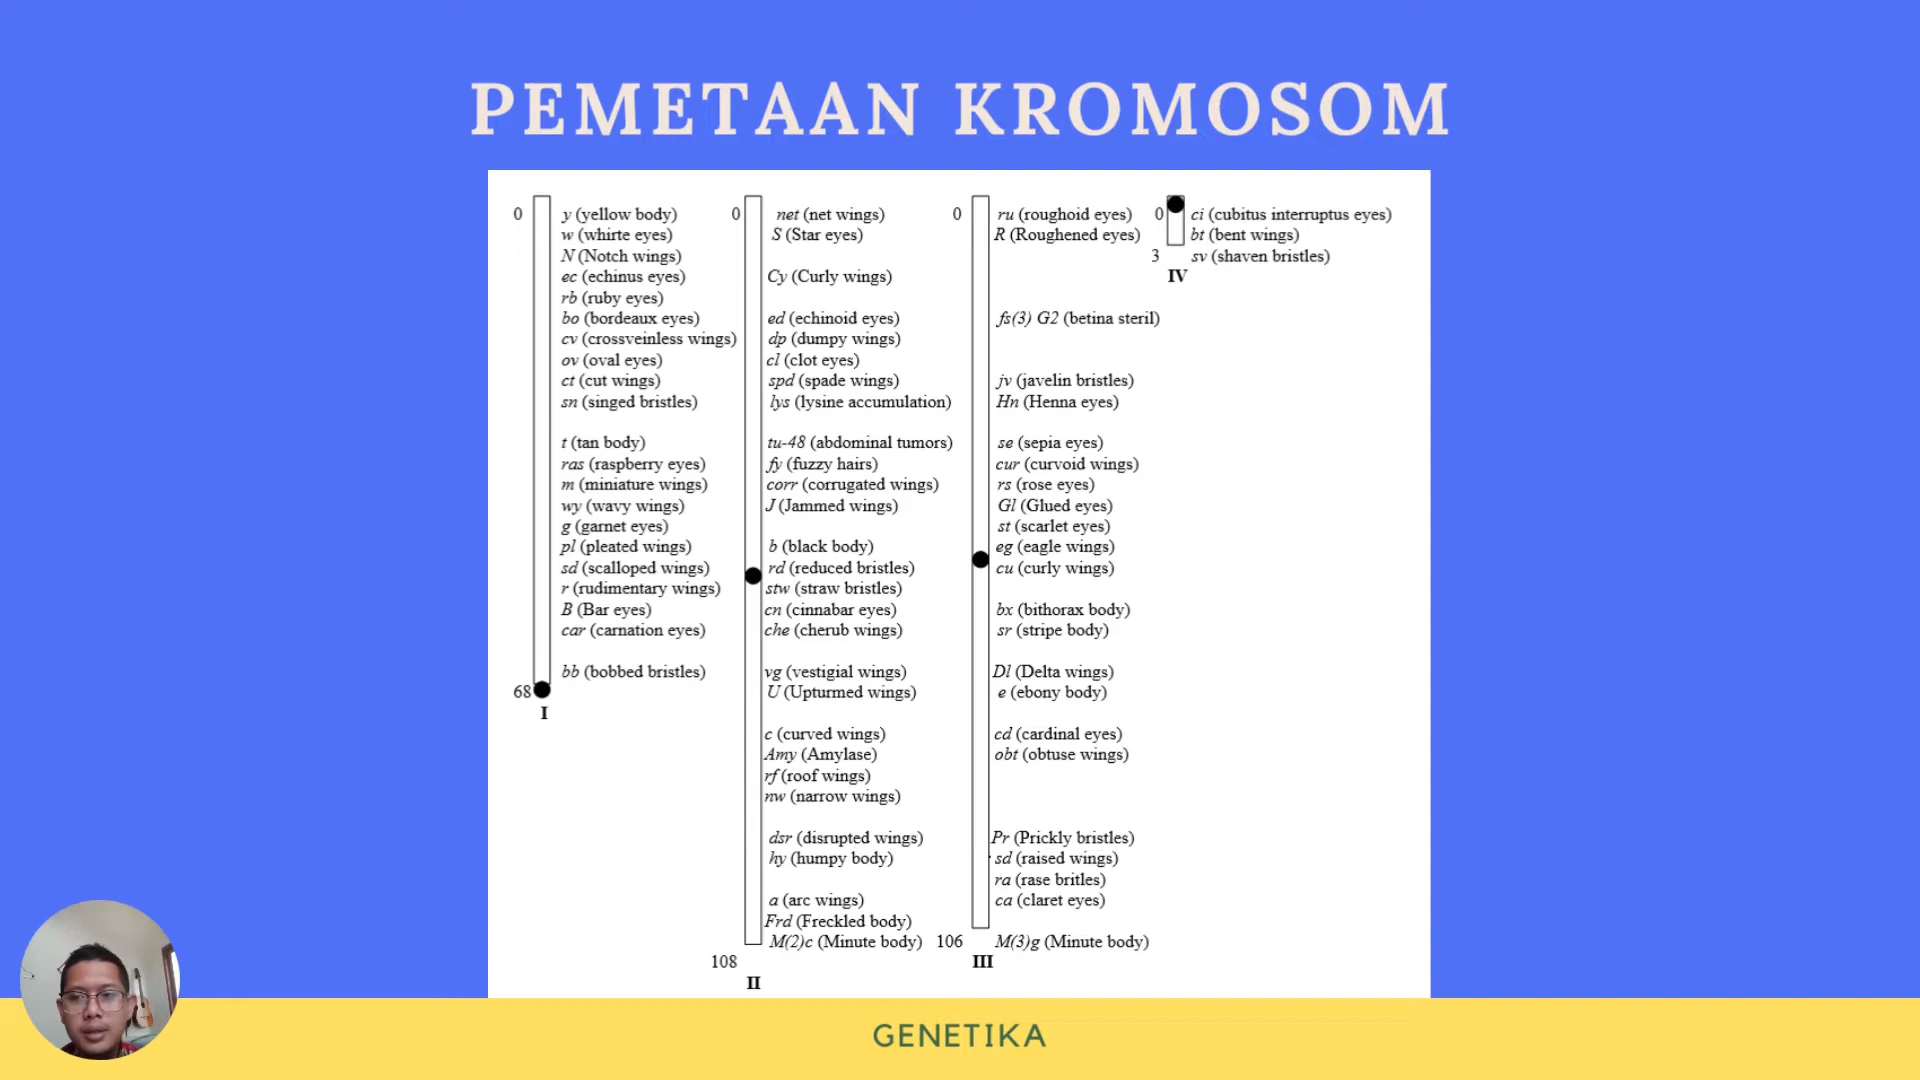 PEMETAAN KROMOSOM
0
y (yellow body)
w (whirte eyes)
N (Notch wings)
ec (echinus eyes)
rb (ruby eyes)
bo (bordeaux eyes)
cv (crossveinless wings)
ov (oval eyes)
ct (cut wings)
sn (singed bristles)
t (tan body)
ras (raspberry eyes)
m (miniature wings)
wy (wavy wings)
g (garnet eyes)
pl (pleated wings)
sd (scalloped wings)
r (rudimentary wings)
B (Bar eyes)
car (carnation eyes)
bb (bobbed bristles)
68
I
0
net (net wings)
S (Star eyes)
Cy (Curly wings)
ed (echinoid eyes)
dp (dumpy wings)
cl (clot eyes)
spd (spade wings)
lys (lysine accumulation)
tu-48 (abdominal tumors)
fy (fuzzy hairs)
corr (corrugated wings)
J (Jammed wings)
b (black body)
rd (reduced bristles)
stw (straw bristles)
cn (cinnabar eyes)
che (cherub wings)
vg (vestigial wings)
U (Upturmed wings)
c (curved wings)
Amy (Amylase)
rf (roof wings)
nw (narrow wings)
dsr (disrupted wings)
hy (humpy body)
a (arc wings)
Frd (Freckled body)
M(2)c (Minute body)
108
II
0
ru (roughoid eyes)
R (Roughened eyes)
fs(3) G2 (betina steril)
jv (javelin bristles)
Hn (Henna eyes)
se (sepia eyes)
cur (curvoid wings)
rs (rose eyes)
Gl (Glued eyes)
st (scarlet eyes)
eg (eagle wings)
cu (curly wings)
bx (bithorax body)
sr (stripe body)
Dl (Delta wings)
e (ebony body)
cd (cardinal eyes)
obt (obtuse wings)
Pr (Prickly bristles)
sd (raised wings)
ra (rase britles)
ca (claret eyes)
106
M(3)g (Minute body)
III
0
ci (cubitus interruptus eyes)
bt (bent wings)
3
sv (shaven bristles)
IV
GENETIKA